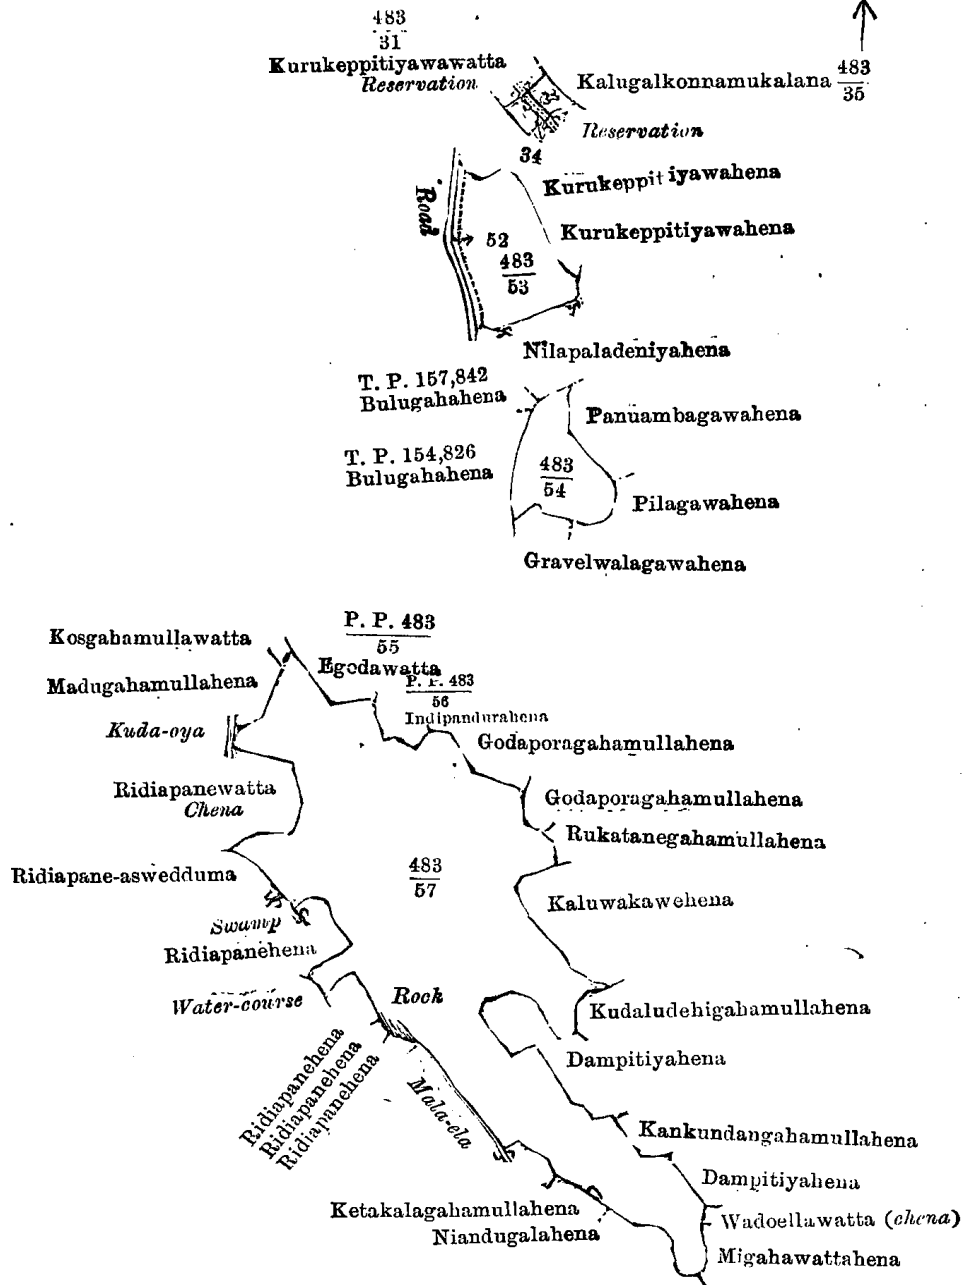 483
31
Kurukeppitiyawawatta
Reservation
Kalugalkonnamukalana 483
35
Reservation
34
Kurukeppitiyawahena
Road
Kurukeppitiyawahena
52
483
53
Nilapaladeniyahena
T. P. 157,842
Bulugahahena
Panuambagawahena
T. P. 154,826
Bulugahahena
483
54
Pilagawahena
Gravelwalagawahena
P. P. 483
55
Kosgahamullawatta
Egodawatta
Madugahamullahena
P. P. 483
56
Indipandurahena
Kuda-oya
Godaporagahamullahena
Ridiapanewatta
Chena
Godaporagahamullahena
Rukatanegahamullahena
Ridiapane-aswedduma
483
57
Kaluwakawehena
Swamp
Ridiapanehena
Water-course
Rock
Kudaludehigahamullahena
Ridiapanehena
Ridiapanehena
Ridiapanehena
Dampitiyahena
Mala-ela
Kankundangahamullahena
Dampitiyahena
Ketakalagahamullahena
Wadoellawatta (chena)
Niandugalahena
Migahawattahena